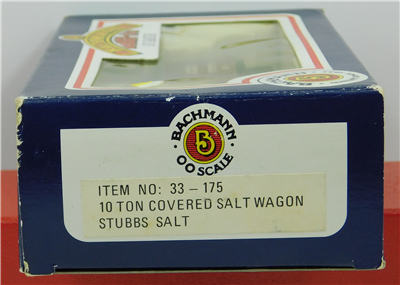 BACHMANN
5
OO SCALE
ITEM NO: 33-175
10 TON COVERED SALT WAGON
STUBBS SALT